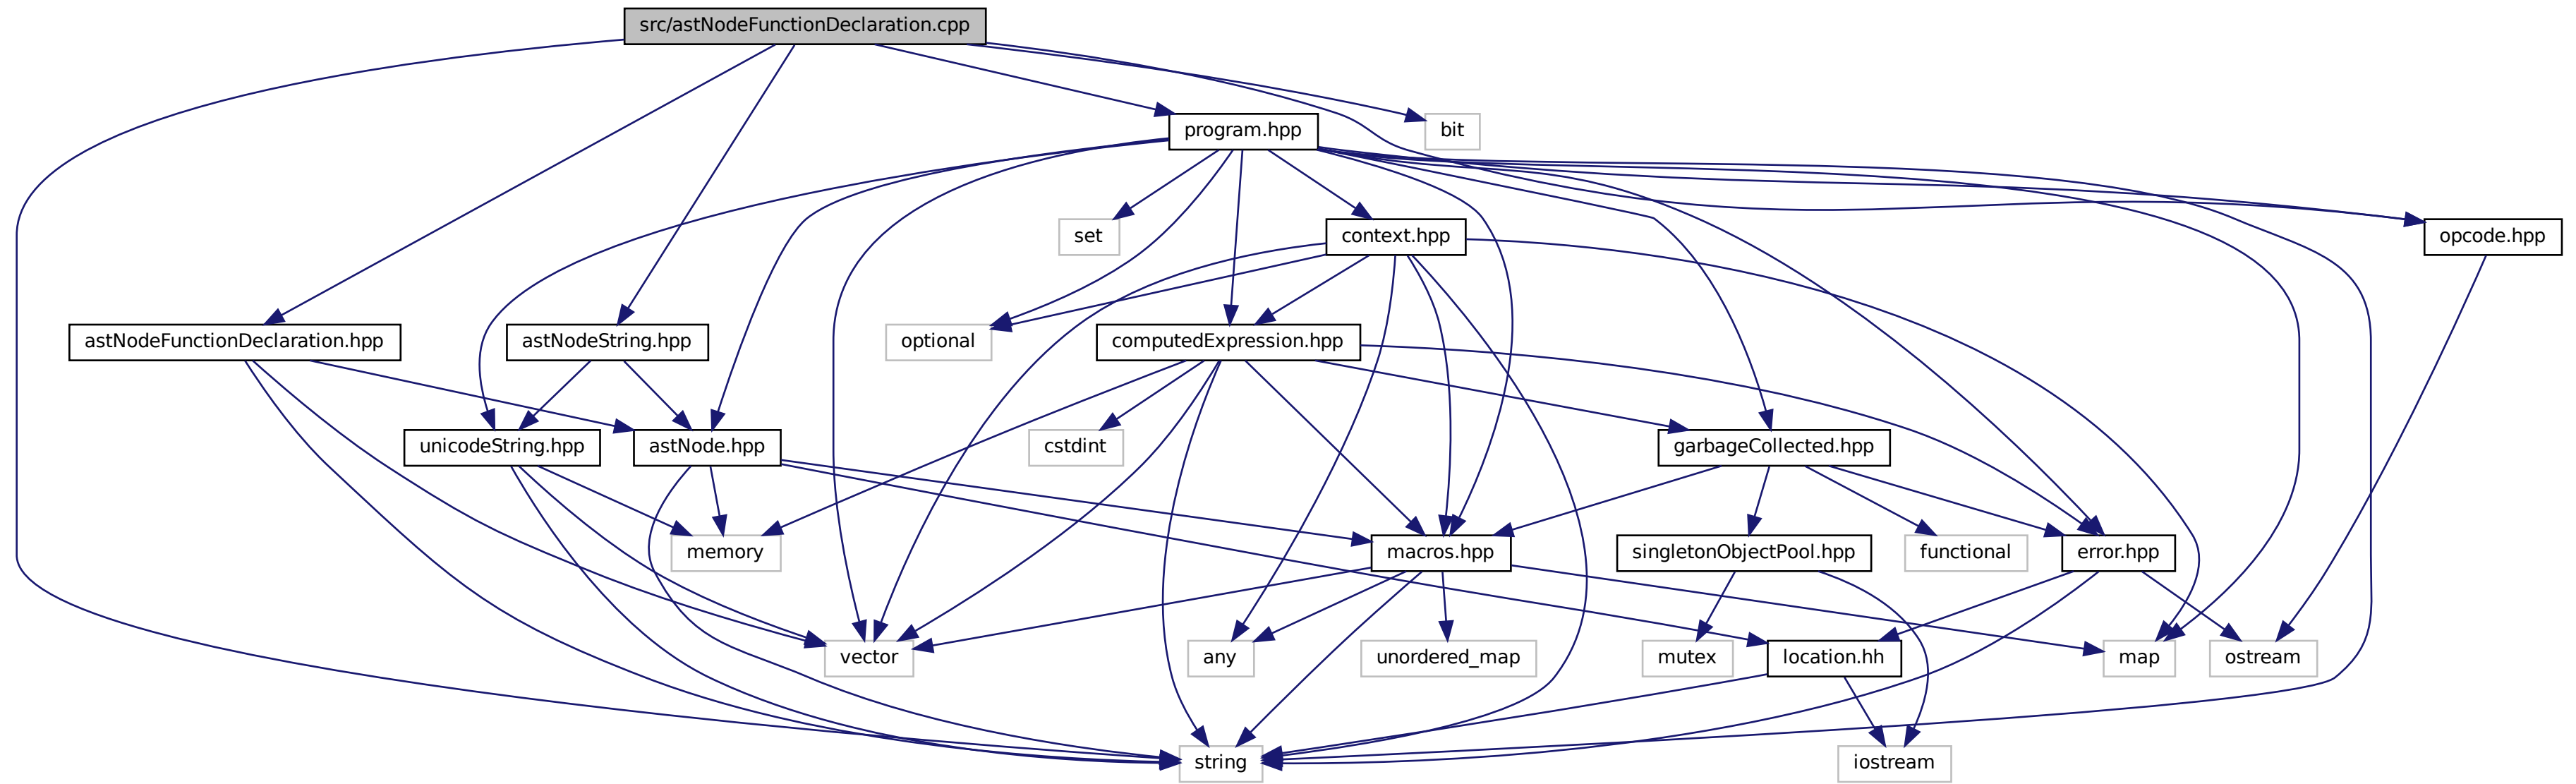 src/astNodeFunctionDeclaration.cpp
program.hpp
bit
set
context.hpp
opcode.hpp
astNodeFunctionDeclaration.hpp
astNodeString.hpp
optional
computedExpression.hpp
unicodeString.hpp
astNode.hpp
cstdint
garbageCollected.hpp
memory
macros.hpp
singletonObjectPool.hpp
functional
error.hpp
vector
any
unordered_map
mutex
location.hh
map
ostream
string
iostream